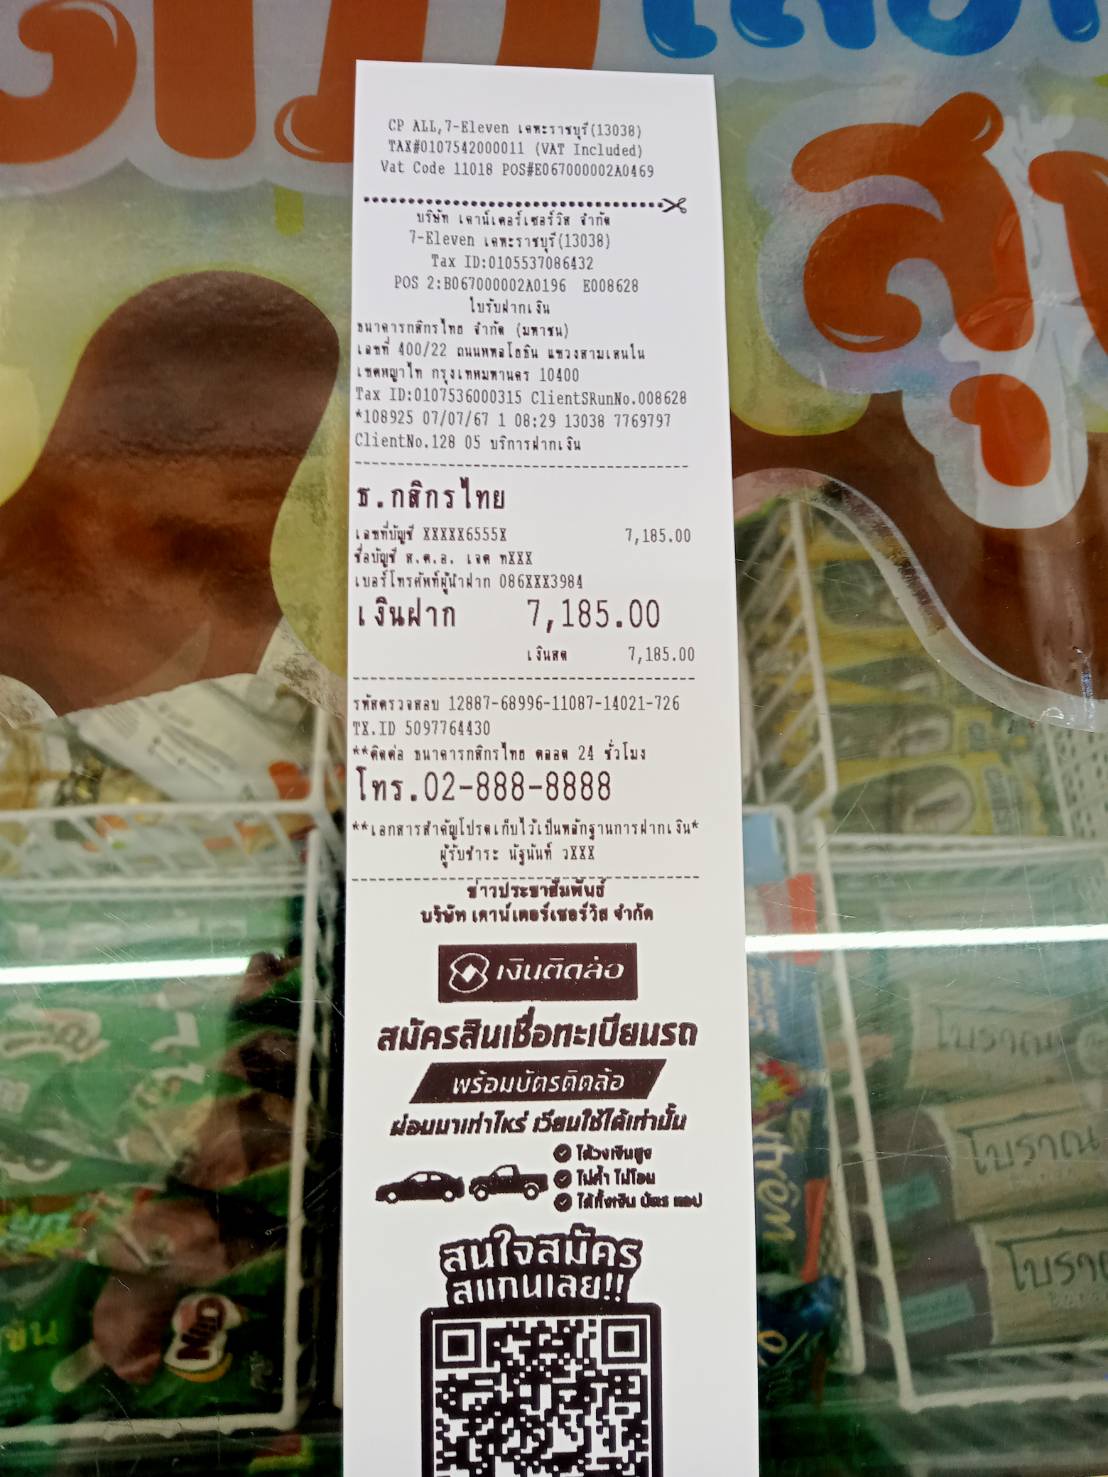 CP ALL,7-Eleven เคหะราชบุรี(13038)
TAX#0107542000011 (VAT Included)
Vat Code 11018 POS#E067000002A0469
บริษัท เคาน์เตอร์เซอร์วิส จำกัด
7-Eleven เคหะราชบุรี(13038)
Tax ID:0105537086432
POS 2:B067000002A0196 E008628
ใบรับฝากเงิน
ธนาคารกสิกรไทย จำกัด (มหาชน)
เลขที่ 400/22 ถนนพหลโยธิน แขวงสามเสนใน
เขตพญาไท กรุงเทพมหานคร 10400
Tax ID:0107536000315 ClientSRunNo.008628
*108925 07/07/67 1 08:29 13038 7769797
ClientNo.128 05 บริการฝากเงิน
ธ.กสิกรไทย
เลขที่บัญชี XXXXX6555X 7,185.00
ชื่อบัญชี ส.ต.อ. เจต ทXXX
เบอร์โทรศัพท์ผู้นำฝาก 086XXX3984
เงินฝาก 7,185.00
เงินสด 7,185.00
รหัสตรวจสอบ 12887-68996-11087-14021-726
TX.ID 5097764430
**ติดต่อ ธนาคารกสิกรไทย ตลอด 24 ชั่วโมง
โทร.02-888-8888
**เอกสารสำคัญโปรดเก็บไว้เป็นหลักฐานการฝากเงิน*
ผู้รับชำระ นัฐนันท์ วXXX
ข่าวประชาสัมพันธ์
บริษัท เคาน์เตอร์เซอร์วิส จำกัด
เงินติดล้อ
สมัครสินเชื่อทะเบียนรถ
พร้อมบัตรติดล้อ
ผ่อนมาเท่าไหร่ เวียนใช้ได้เท่านั้น
ได้วงเงินสูง
ไม่ค้ำ ไม่โอน
ได้ทั้งเงิน บัตร แอป
สนใจสมัคร
สแกนเลย!!
โบราณ
โบราณ
โบราณ